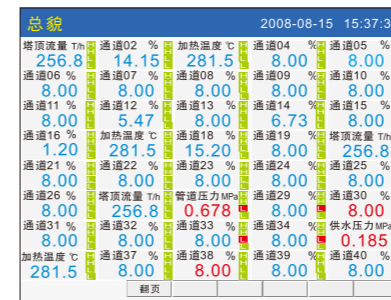 总貌 2008-08-15 15:37:3
塔顶流量 T/h 通道02 % 加热温度 ℃ 通道04 % 通道05 %
256.8 14.15 281.5 8.00 8.00
通道06 % 通道07 % 通道08 % 通道09 % 通道10 %
8.00 8.00 8.00 8.00 8.00
通道11 % 通道12 % 通道13 % 通道14 % 通道15 %
8.00 5.47 8.00 6.73 8.00
通道16 % 加热温度 ℃ 通道18 % 通道19 % 塔顶流量 T/h
1.20 281.5 15.20 8.00 256.8
通道21 % 通道22 % 通道23 % 通道24 % 通道25 %
8.00 8.00 8.00 8.00 8.00
通道26 % 塔顶流量 T/h 管道压力 MPa 通道29 % 通道30 %
8.00 256.8 0.678 8.00 8.00
通道31 % 通道32 % 通道33 % 通道34 % 供水压力 MPa
8.00 8.00 8.00 8.00 0.185
加热温度 ℃ 通道37 % 通道38 % 通道39 % 通道40 %
281.5 8.00 8.00 8.00 8.00
翻页